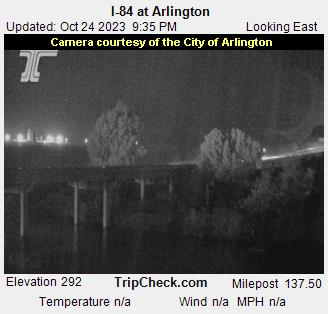 I-84 at Arlington
Updated: Oct 24 2023 9:35 PM Looking East
Camera courtesy of the City of Arlington
Elevation 292 TripCheck.com Milepost 137.50
Temperature n/a Wind n/a MPH n/a